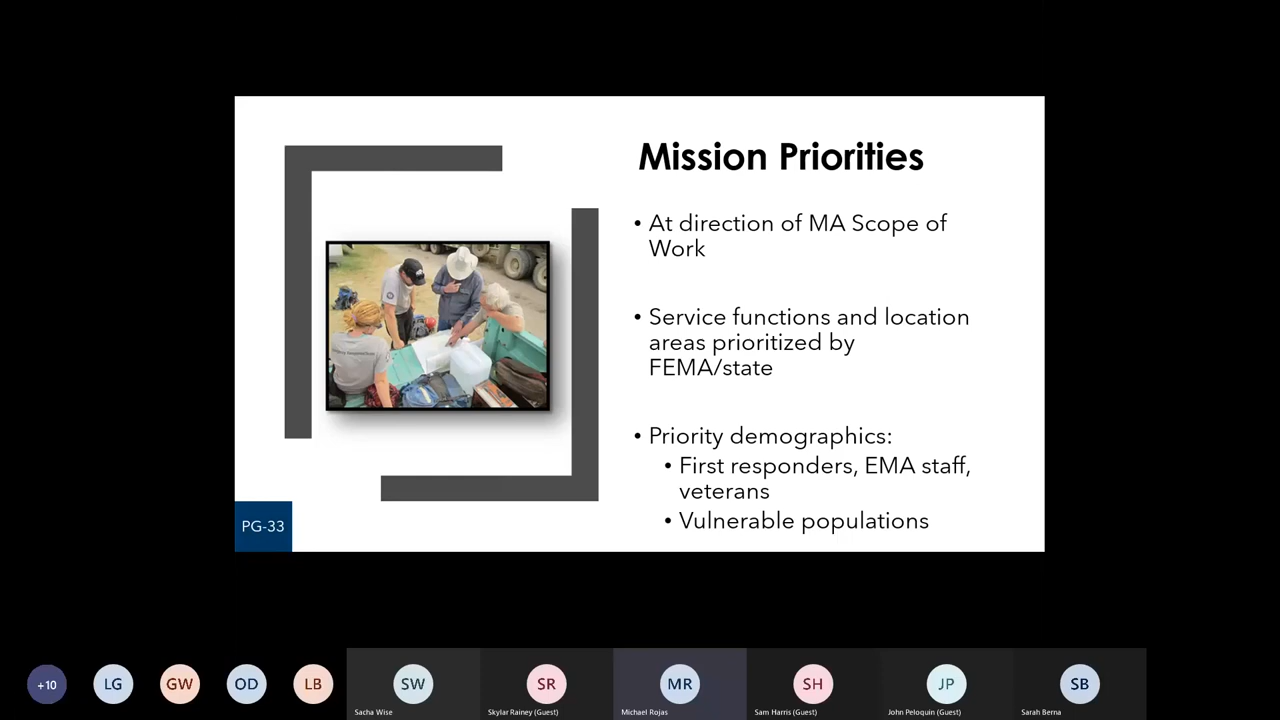 Mission Priorities
• At direction of MA Scope of
Work
• Service functions and location
areas prioritized by
FEMA/state
• Priority demographics:
• First responders, EMA staff,
veterans
• Vulnerable populations
PG-33
+10
LG
GW
OD
LB
SW
SR
MR
SH
JP
SB
Sacha Wise
Skylar Rainey (Guest)
Michael Rojas
Sam Harris (Guest)
John Peloquin (Guest)
Sarah Berna